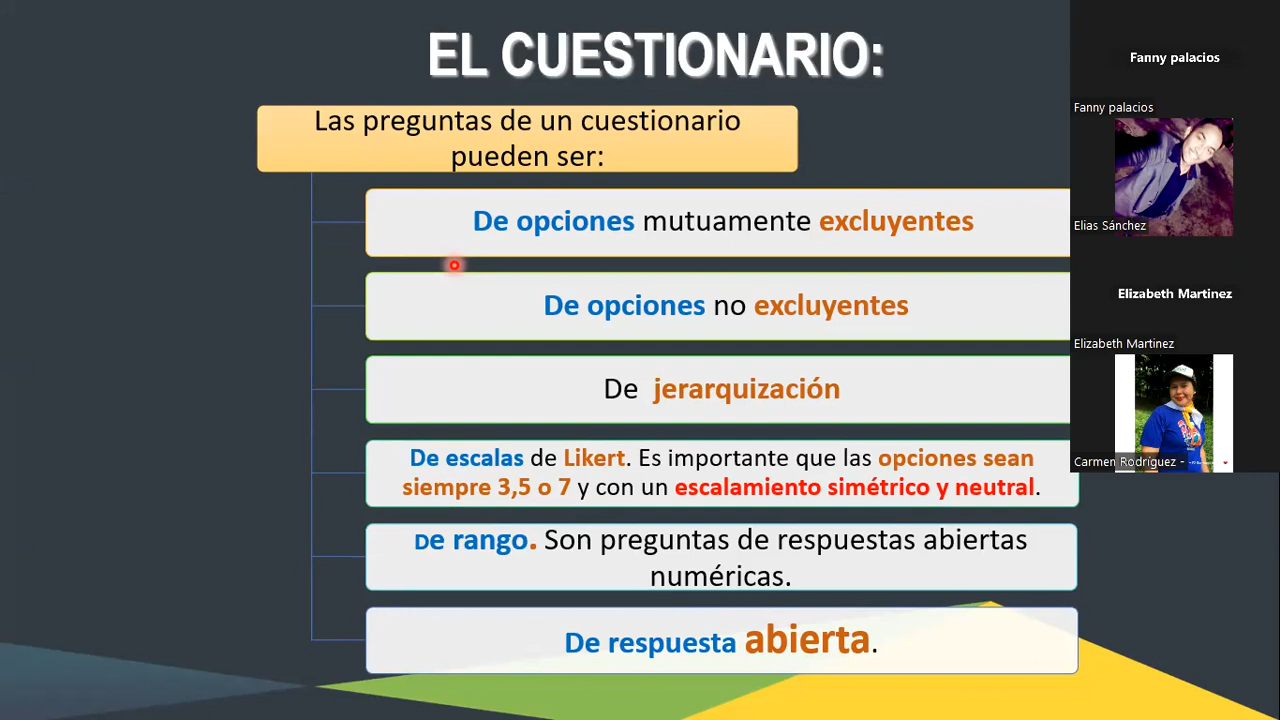 EL CUESTIONARIO:
Las preguntas de un cuestionario
pueden ser:
De opciones mutuamente excluyentes
De opciones no excluyentes
De jerarquización
De escalas de Likert. Es importante que las opciones sean
siempre 3,5 o 7 y con un escalamiento simétrico y neutral.
De rango. Son preguntas de respuestas abiertas
numéricas.
De respuesta abierta.
Fanny palacios
Fanny palacios
Elias Sánchez
Elizabeth Martinez
Elizabeth Martinez
Carmen Rodríguez -